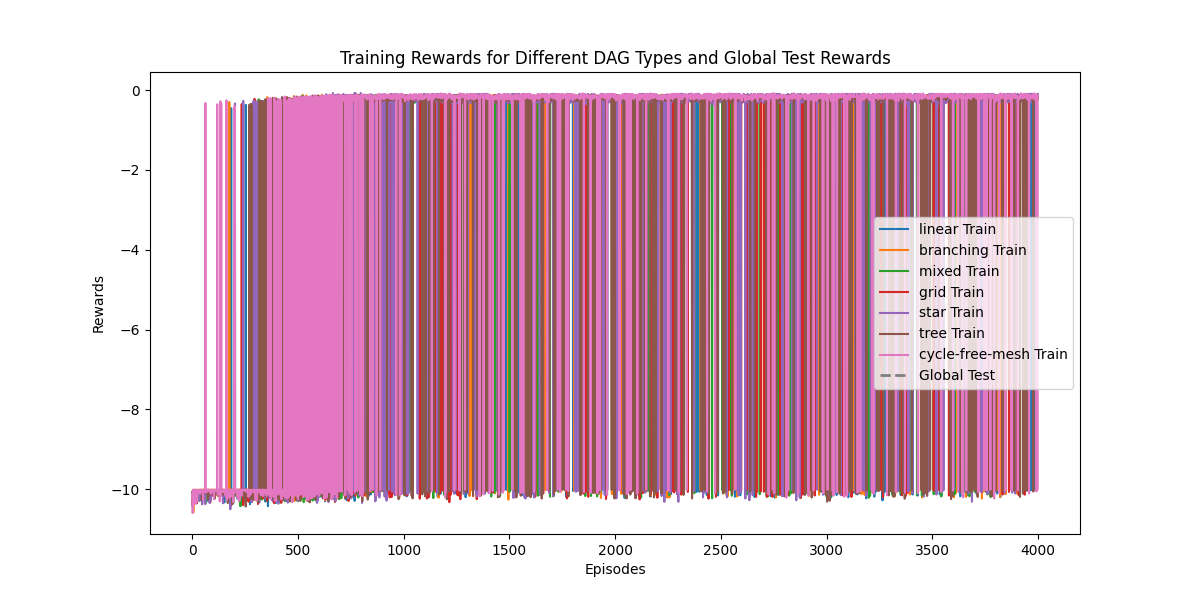 Training Rewards for Different DAG Types and Global Test Rewards
Rewards
0
−2
−4
−6
−8
−10
linear Train
branching Train
mixed Train
grid Train
star Train
tree Train
cycle-free-mesh Train
Global Test
0 500 1000 1500 2000 2500 3000 3500 4000
Episodes